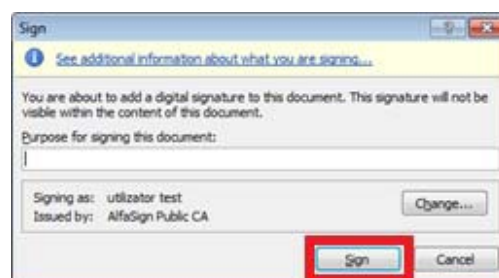 Sign
See additional information about what you are signing...
You are about to add a digital signature to this document. This signature will not be
visible within the content of this document.
Purpose for signing this document:
Signing as: utilizator test
Change...
Issued by: AlfaSign Public CA
Sign
Cancel